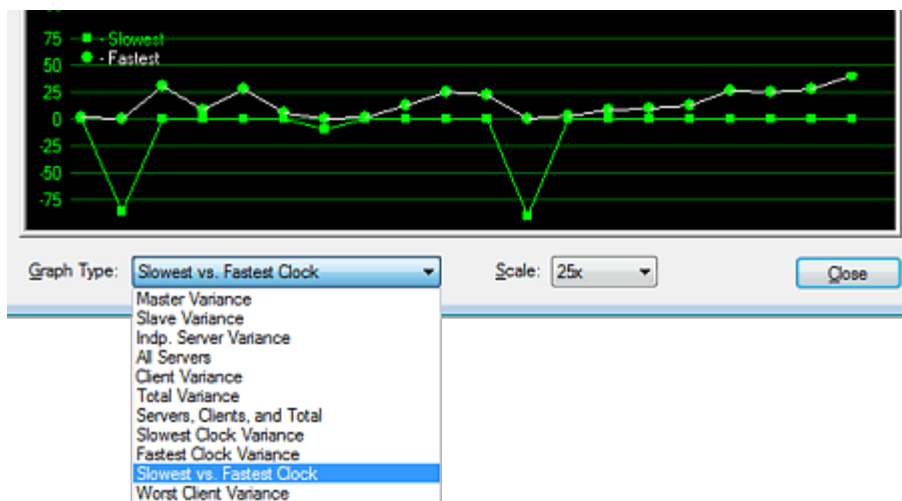 75 - Slowest
50 - Fastest
25
0
-25
-50
-75
Graph Type: Slowest vs. Fastest Clock Scale: 25x Close
Master Variance
Slave Variance
Indp. Server Variance
All Servers
Client Variance
Total Variance
Servers, Clients, and Total
Slowest Clock Variance
Fastest Clock Variance
Slowest vs. Fastest Clock
Worst Client Variance